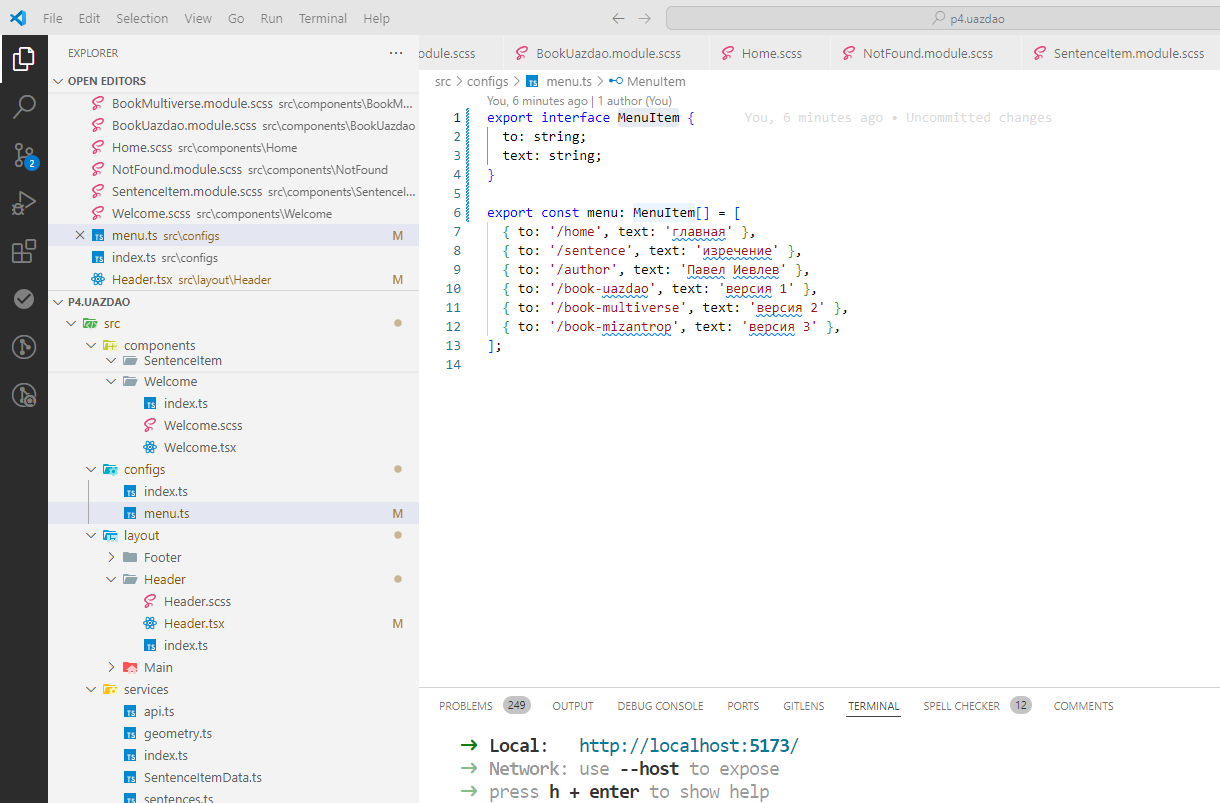 File Edit Selection View Go Run Terminal Help
p4.uazdao
EXPLORER
OPEN EDITORS
BookMultiverse.module.scss src\components\BookM...
BookUazdao.module.scss src\components\BookUazdao
Home.scss src\components\Home
NotFound.module.scss src\components\NotFound
SentenceItem.module.scss src\components\SenteceI...
Welcome.scss src\components\Welcome
menu.ts src\configs M
index.ts src\configs
Header.tsx src\layout\Header M
P4.UAZDAO
src
components
SentenceItem
Welcome
index.ts
Welcome.scss
Welcome.tsx
configs
index.ts
menu.ts M
layout
Footer
Header
Header.scss
Header.tsx M
index.ts
Main
services
api.ts
geometry.ts
index.ts
SentenceItemData.ts
sentences.ts
odule.scss BookUazdao.module.scss Home.scss NotFound.module.scss SentenceItem.module.scss
src > configs > TS menu.ts > MenuItem
You, 6 minutes ago | 1 author (You)
1 export interface MenuItem { You, 6 minutes ago • Uncommitted changes
2 to: string;
3 text: string;
4 }
5
6 export const menu: MenuItem[] = [
7 { to: '/home', text: 'главная' },
8 { to: '/sentence', text: 'изречение' },
9 { to: '/author', text: 'Павел Иевлев' },
10 { to: '/book-uazdao', text: 'версия 1' },
11 { to: '/book-multiverse', text: 'версия 2' },
12 { to: '/book-mizantrop', text: 'версия 3' },
13 ];
14
PROBLEMS 249 OUTPUT DEBUG CONSOLE PORTS GITLENS TERMINAL SPELL CHECKER 12 COMMENTS
→ Local: http://localhost:5173/
→ Network: use --host to expose
→ press h + enter to show help
2